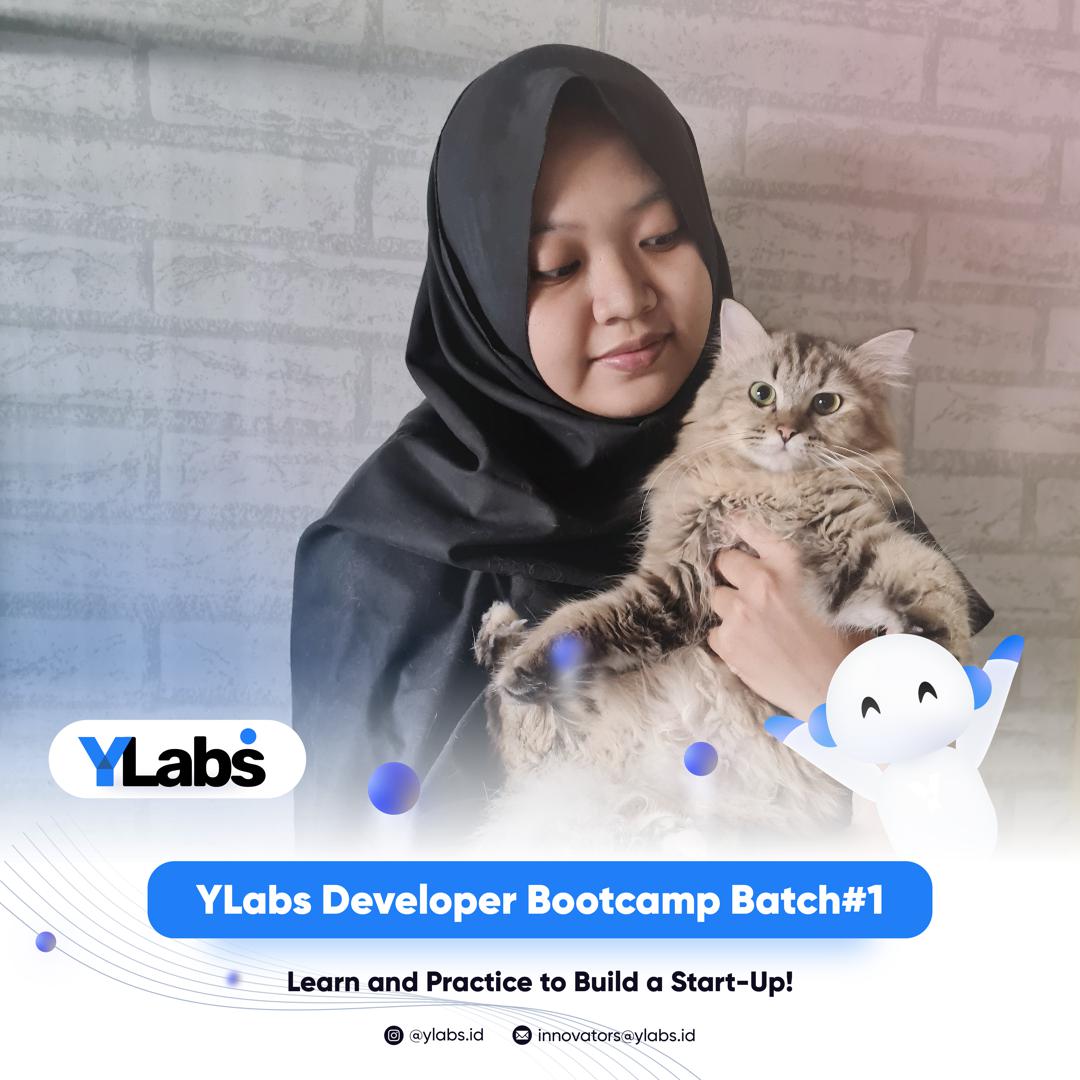 YLabs
YLabs Developer Bootcamp Batch#1
Learn and Practice to Build a Start-Up!
@ylabs.id innovators@ylabs.id